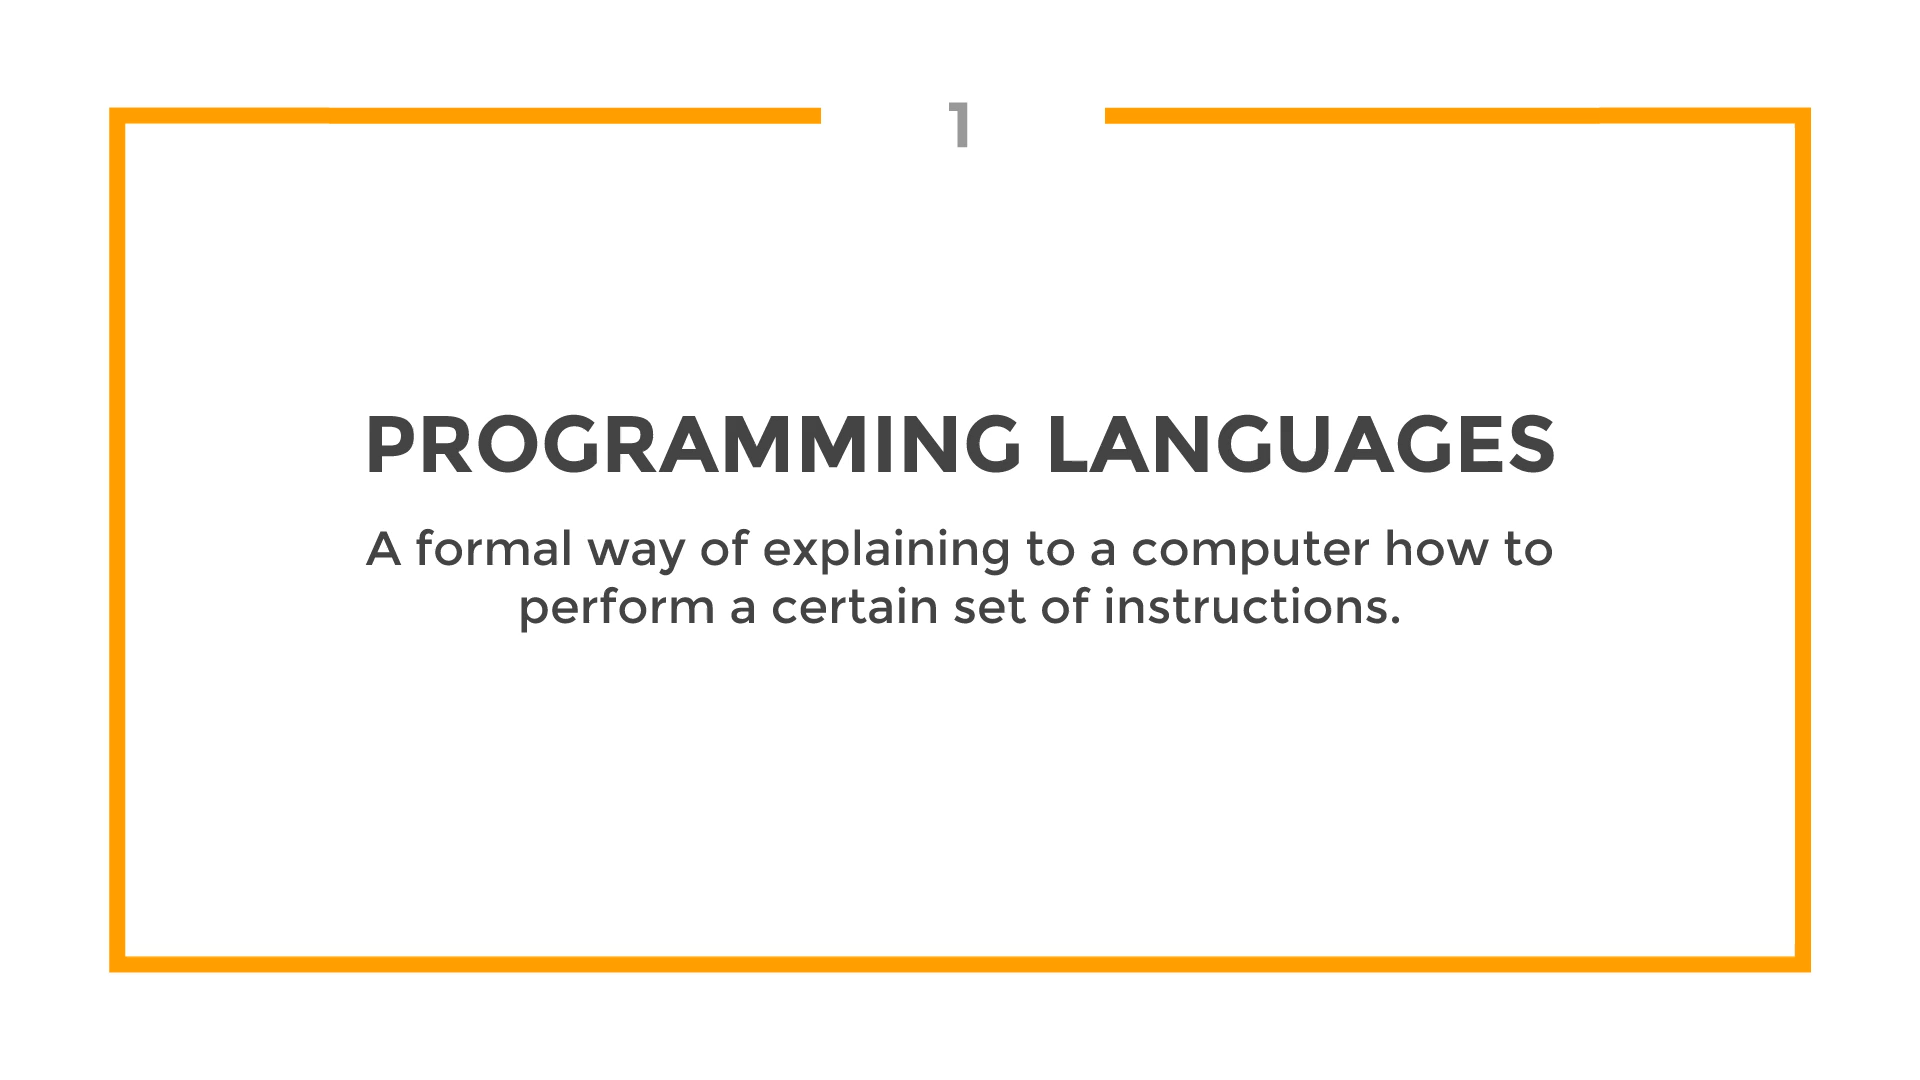 1
PROGRAMMING LANGUAGES
A formal way of explaining to a computer how to
perform a certain set of instructions.